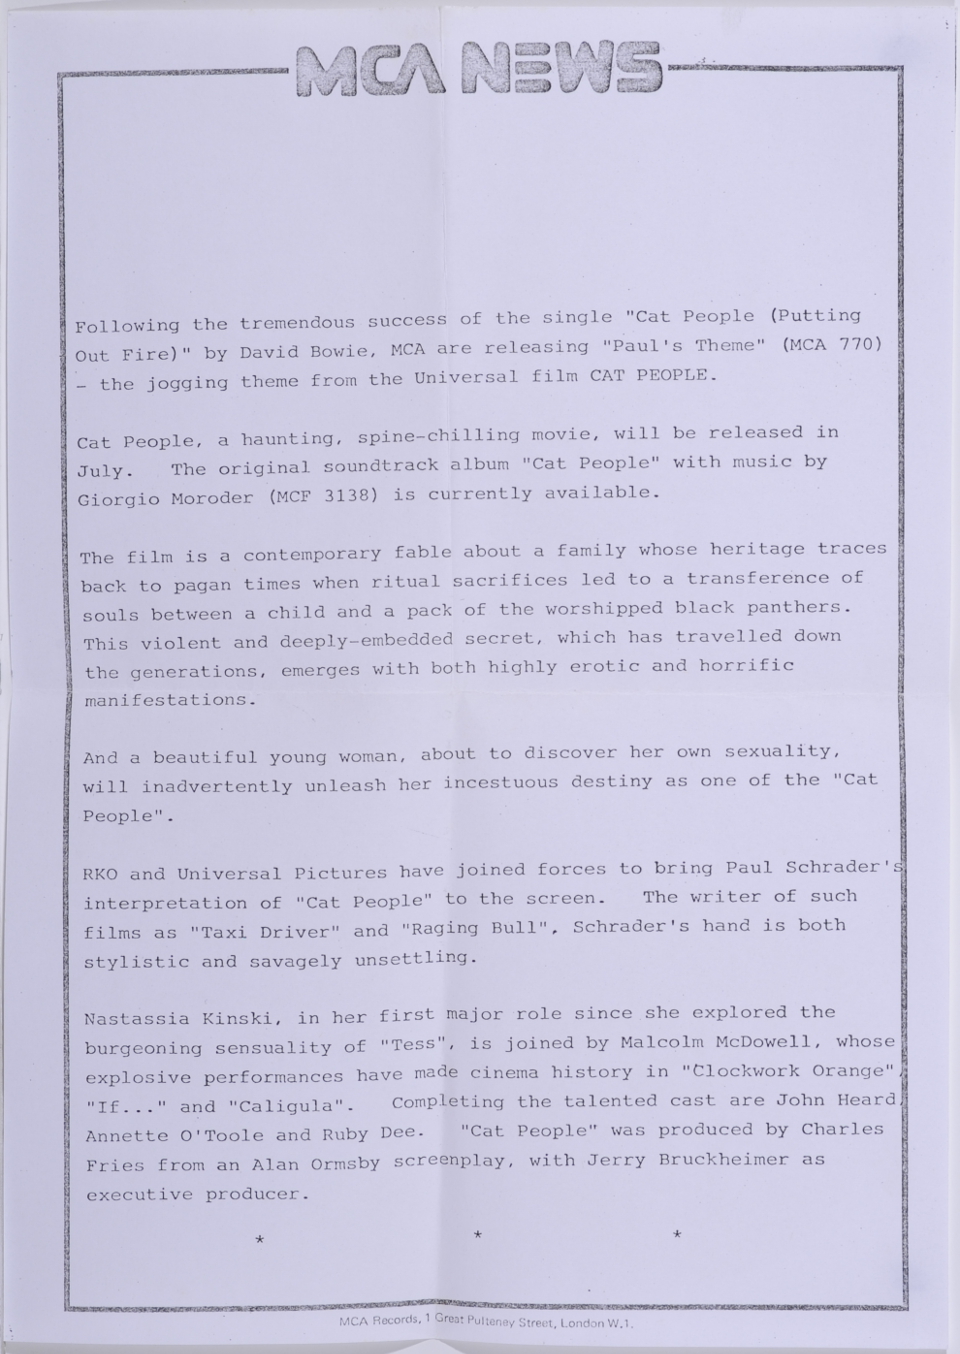 MCA NEWS
Following the tremendous success of the single "Cat People (Putting
Out Fire)" by David Bowie, MCA are releasing "Paul's Theme" (MCA 770)
- the jogging theme from the Universal film CAT PEOPLE.
Cat People, a haunting, spine-chilling movie, will be released in
July. The original soundtrack album "Cat People" with music by
Giorgio Moroder (MCF 3138) is currently available.
The film is a contemporary fable about a family whose heritage traces
back to pagan times when ritual sacrifices led to a transference of
souls between a child and a pack of the worshipped black panthers.
This violent and deeply-embedded secret, which has travelled down
the generations, emerges with both highly erotic and horrific
manifestations.
And a beautiful young woman, about to discover her own sexuality,
will inadvertently unleash her incestuous destiny as one of the "Cat
People".
RKO and Universal Pictures have joined forces to bring Paul Schrader's
interpretation of "Cat People" to the screen. The writer of such
films as "Taxi Driver" and "Raging Bull", Schrader's hand is both
stylistic and savagely unsettling.
Nastassia Kinski, in her first major role since she explored the
burgeoning sensuality of "Tess", is joined by Malcolm McDowell, whose
explosive performances have made cinema history in "Clockwork Orange",
"If..." and "Caligula". Completing the talented cast are John Heard,
Annette O'Toole and Ruby Dee. "Cat People" was produced by Charles
Fries from an Alan Ormsby screenplay, with Jerry Bruckheimer as
executive producer.
* * *
MCA Records, 1 Great Pulteney Street, London W.1.